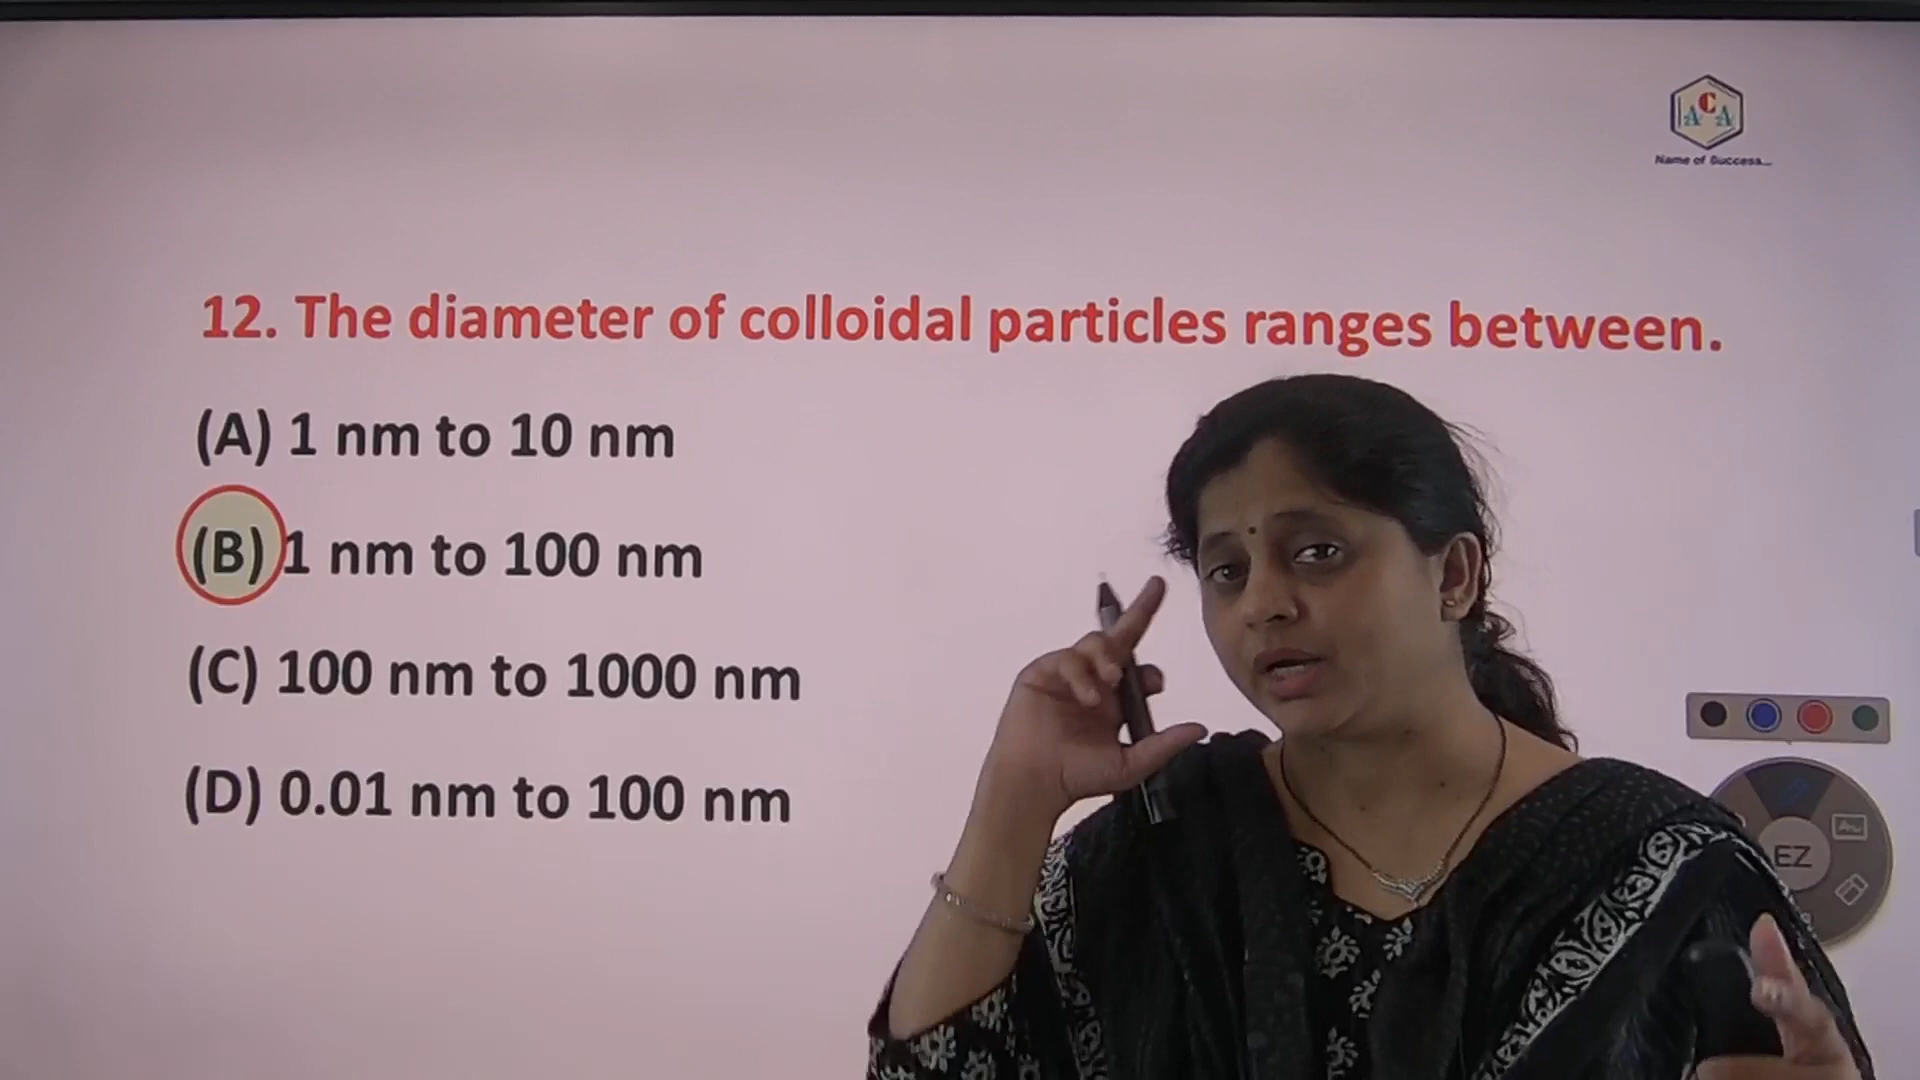 ACA
Name of Success...
12. The diameter of colloidal particles ranges between.
(A) 1 nm to 10 nm
(B) 1 nm to 100 nm
(C) 100 nm to 1000 nm
(D) 0.01 nm to 100 nm
EZ